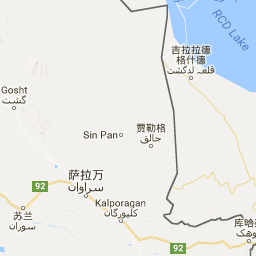 RCD Lake
吉拉拉德
格什德
قلعه لدگشت
Gosht
گشت
Sin Pan
贾勒格
جالق
萨拉万
سراوان
92
Kalporagan
کلپورگان
苏兰
سوران
92
库哈
کوهک